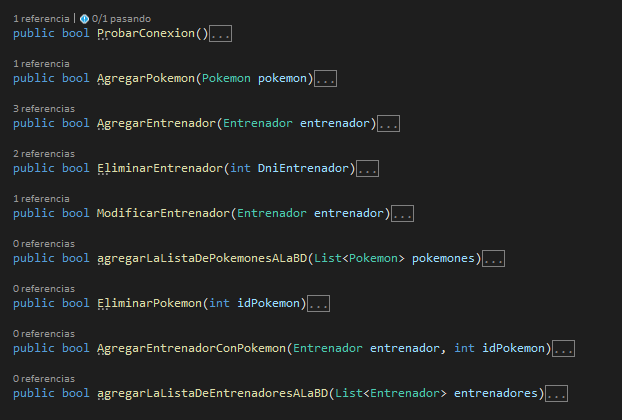 1 referencia | 0/1 pasando
public bool ProbarConexion()...
1 referencia
public bool AgregarPokemon(Pokemon pokemon)...
3 referencias
public bool AgregarEntrenador(Entrenador entrenador)...
2 referencias
public bool EliminarEntrenador(int DniEntrenador)...
1 referencia
public bool ModificarEntrenador(Entrenador entrenador)...
0 referencias
public bool agregarLaListaDePokemonesALaBD(List<Pokemon> pokemones)...
0 referencias
public bool EliminarPokemon(int idPokemon)...
0 referencias
public bool AgregarEntrenadorConPokemon(Entrenador entrenador, int idPokemon)...
0 referencias
public bool agregarLaListaDeEntrenadoresALaBD(List<Entrenador> entrenadores)...